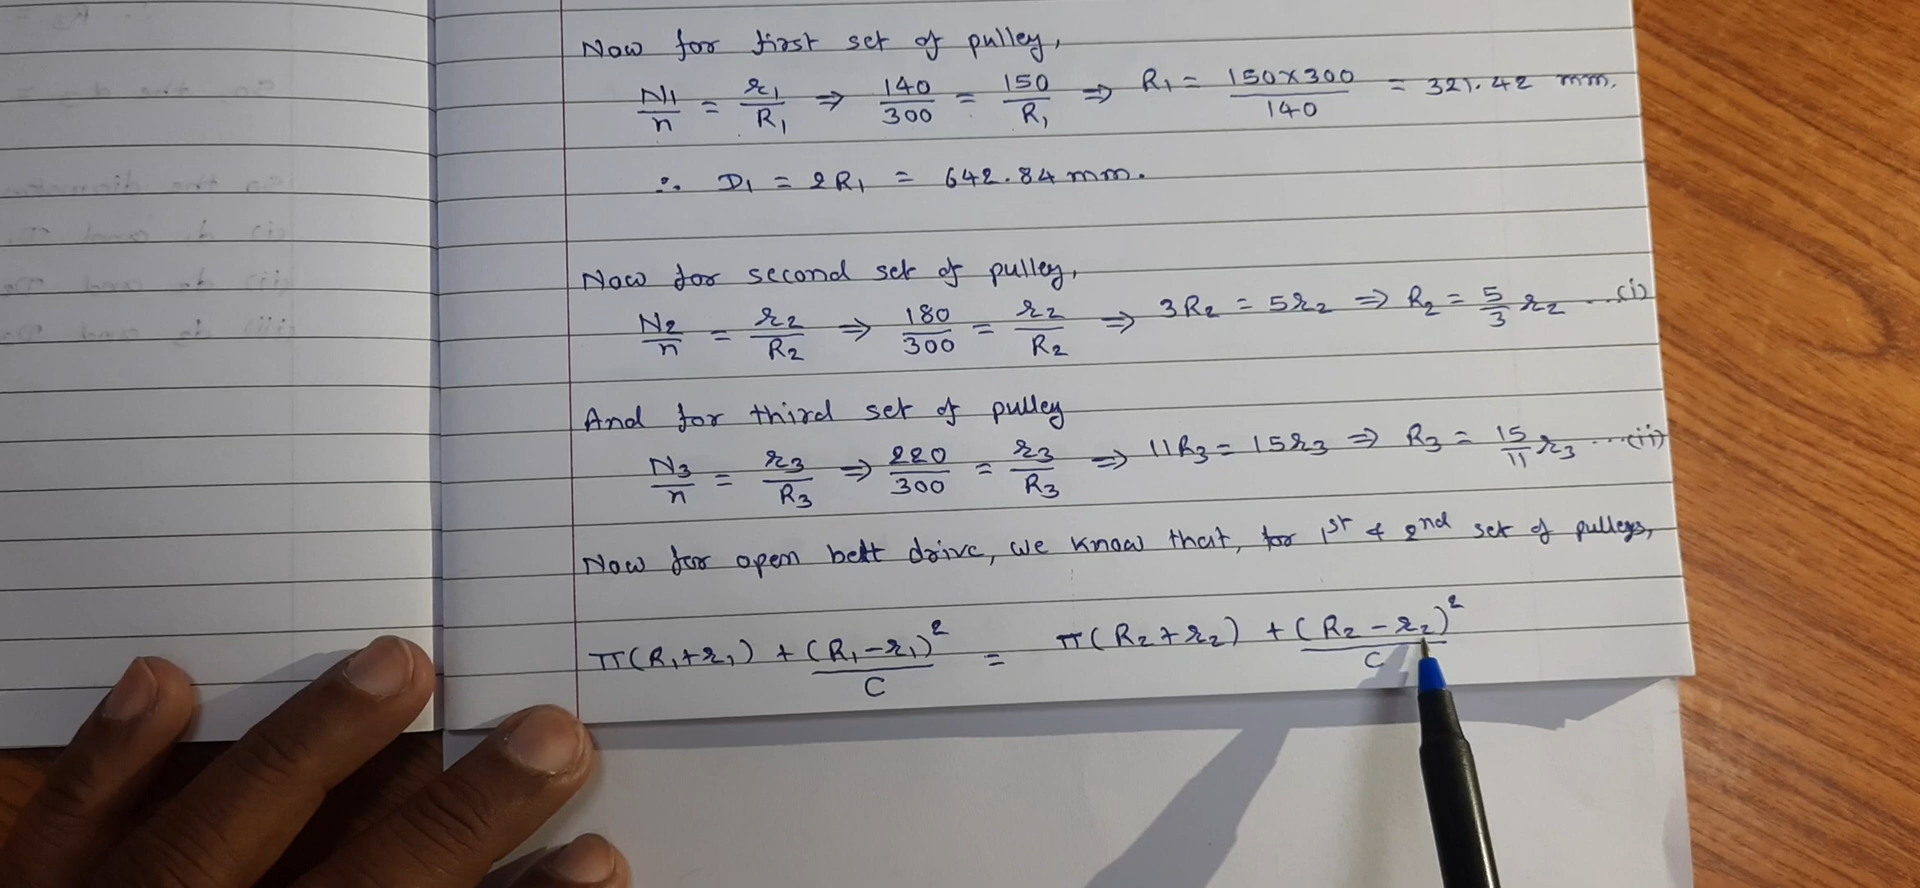 Now for first set of pulley,
N1/n = r1/R1 ⇒ 140/300 = 150/R1 ⇒ R1 = 150×300/140 = 321.42 mm.
∴ D1 = 2R1 = 642.84 mm.
Now for second set of pulley,
N2/n = r2/R2 ⇒ 180/300 = r2/R2 ⇒ 3R2 = 5r2 ⇒ R2 = 5/3 r2 ...(i)
And for third set of pulley
N3/n = r3/R3 ⇒ 220/300 = r3/R3 ⇒ 11R3 = 15r3 ⇒ R3 = 15/11 r3 ...(ii)
Now for open belt drive, we know that, for 1st & 2nd set of pulleys,
π(R1+r1) + (R1-r1)²/C = π(R2+r2) + (R2-r2)²/C